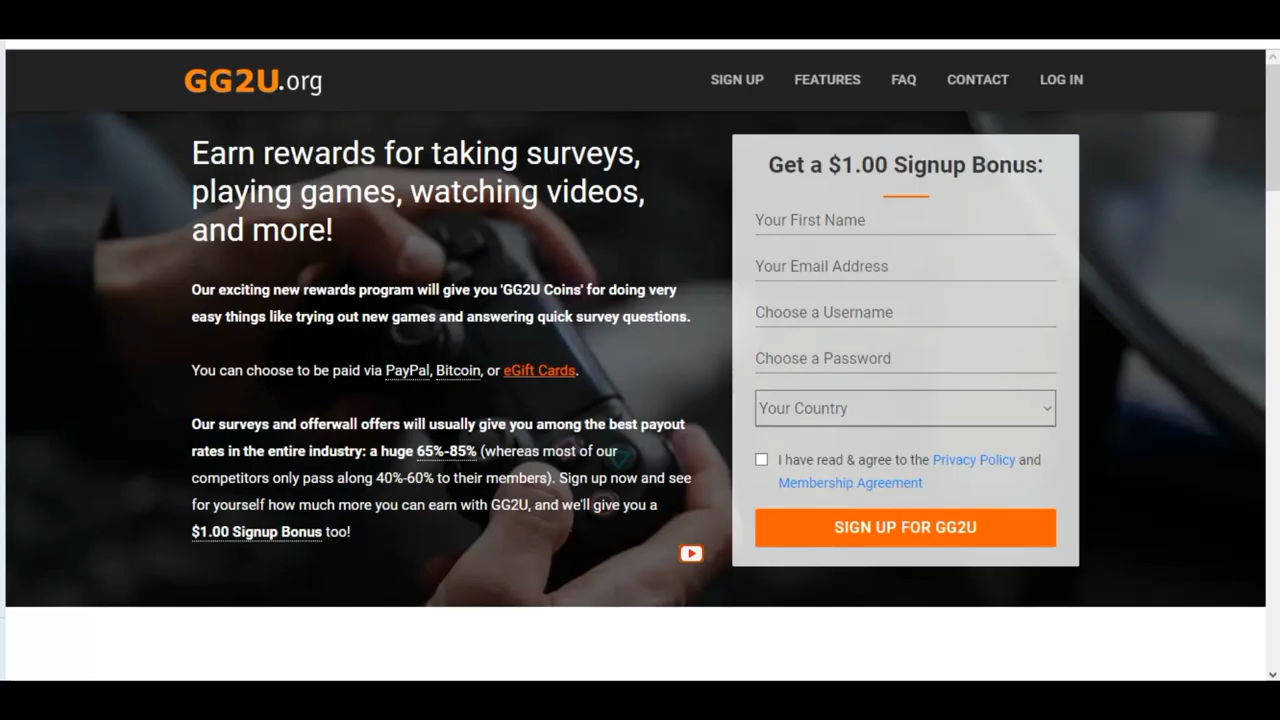 GG2U.org
SIGN UP FEATURES FAQ CONTACT LOG IN
Earn rewards for taking surveys,
playing games, watching videos,
and more!
Our exciting new rewards program will give you 'GG2U Coins' for doing very
easy things like trying out new games and answering quick survey questions.
You can choose to be paid via PayPal, Bitcoin, or eGift Cards.
Our surveys and offerwall offers will usually give you among the best payout
rates in the entire industry: a huge 65%-85% (whereas most of our
competitors only pass along 40%-60% to their members). Sign up now and see
for yourself how much more you can earn with GG2U, and we'll give you a
$1.00 Signup Bonus too!
Get a $1.00 Signup Bonus:
Your First Name
Your Email Address
Choose a Username
Choose a Password
Your Country
I have read & agree to the Privacy Policy and
Membership Agreement
SIGN UP FOR GG2U